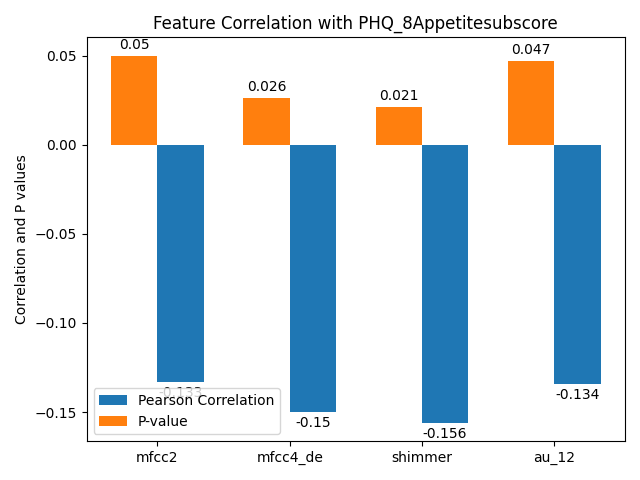 Feature Correlation with PHQ_8Appetitesubscore
Correlation and P values
0.05
0.00
−0.05
−0.10
−0.15
0.05
0.026
0.021
0.047
-0.133
-0.15
-0.156
-0.134
Pearson Correlation
P-value
mfcc2
mfcc4_de
shimmer
au_12